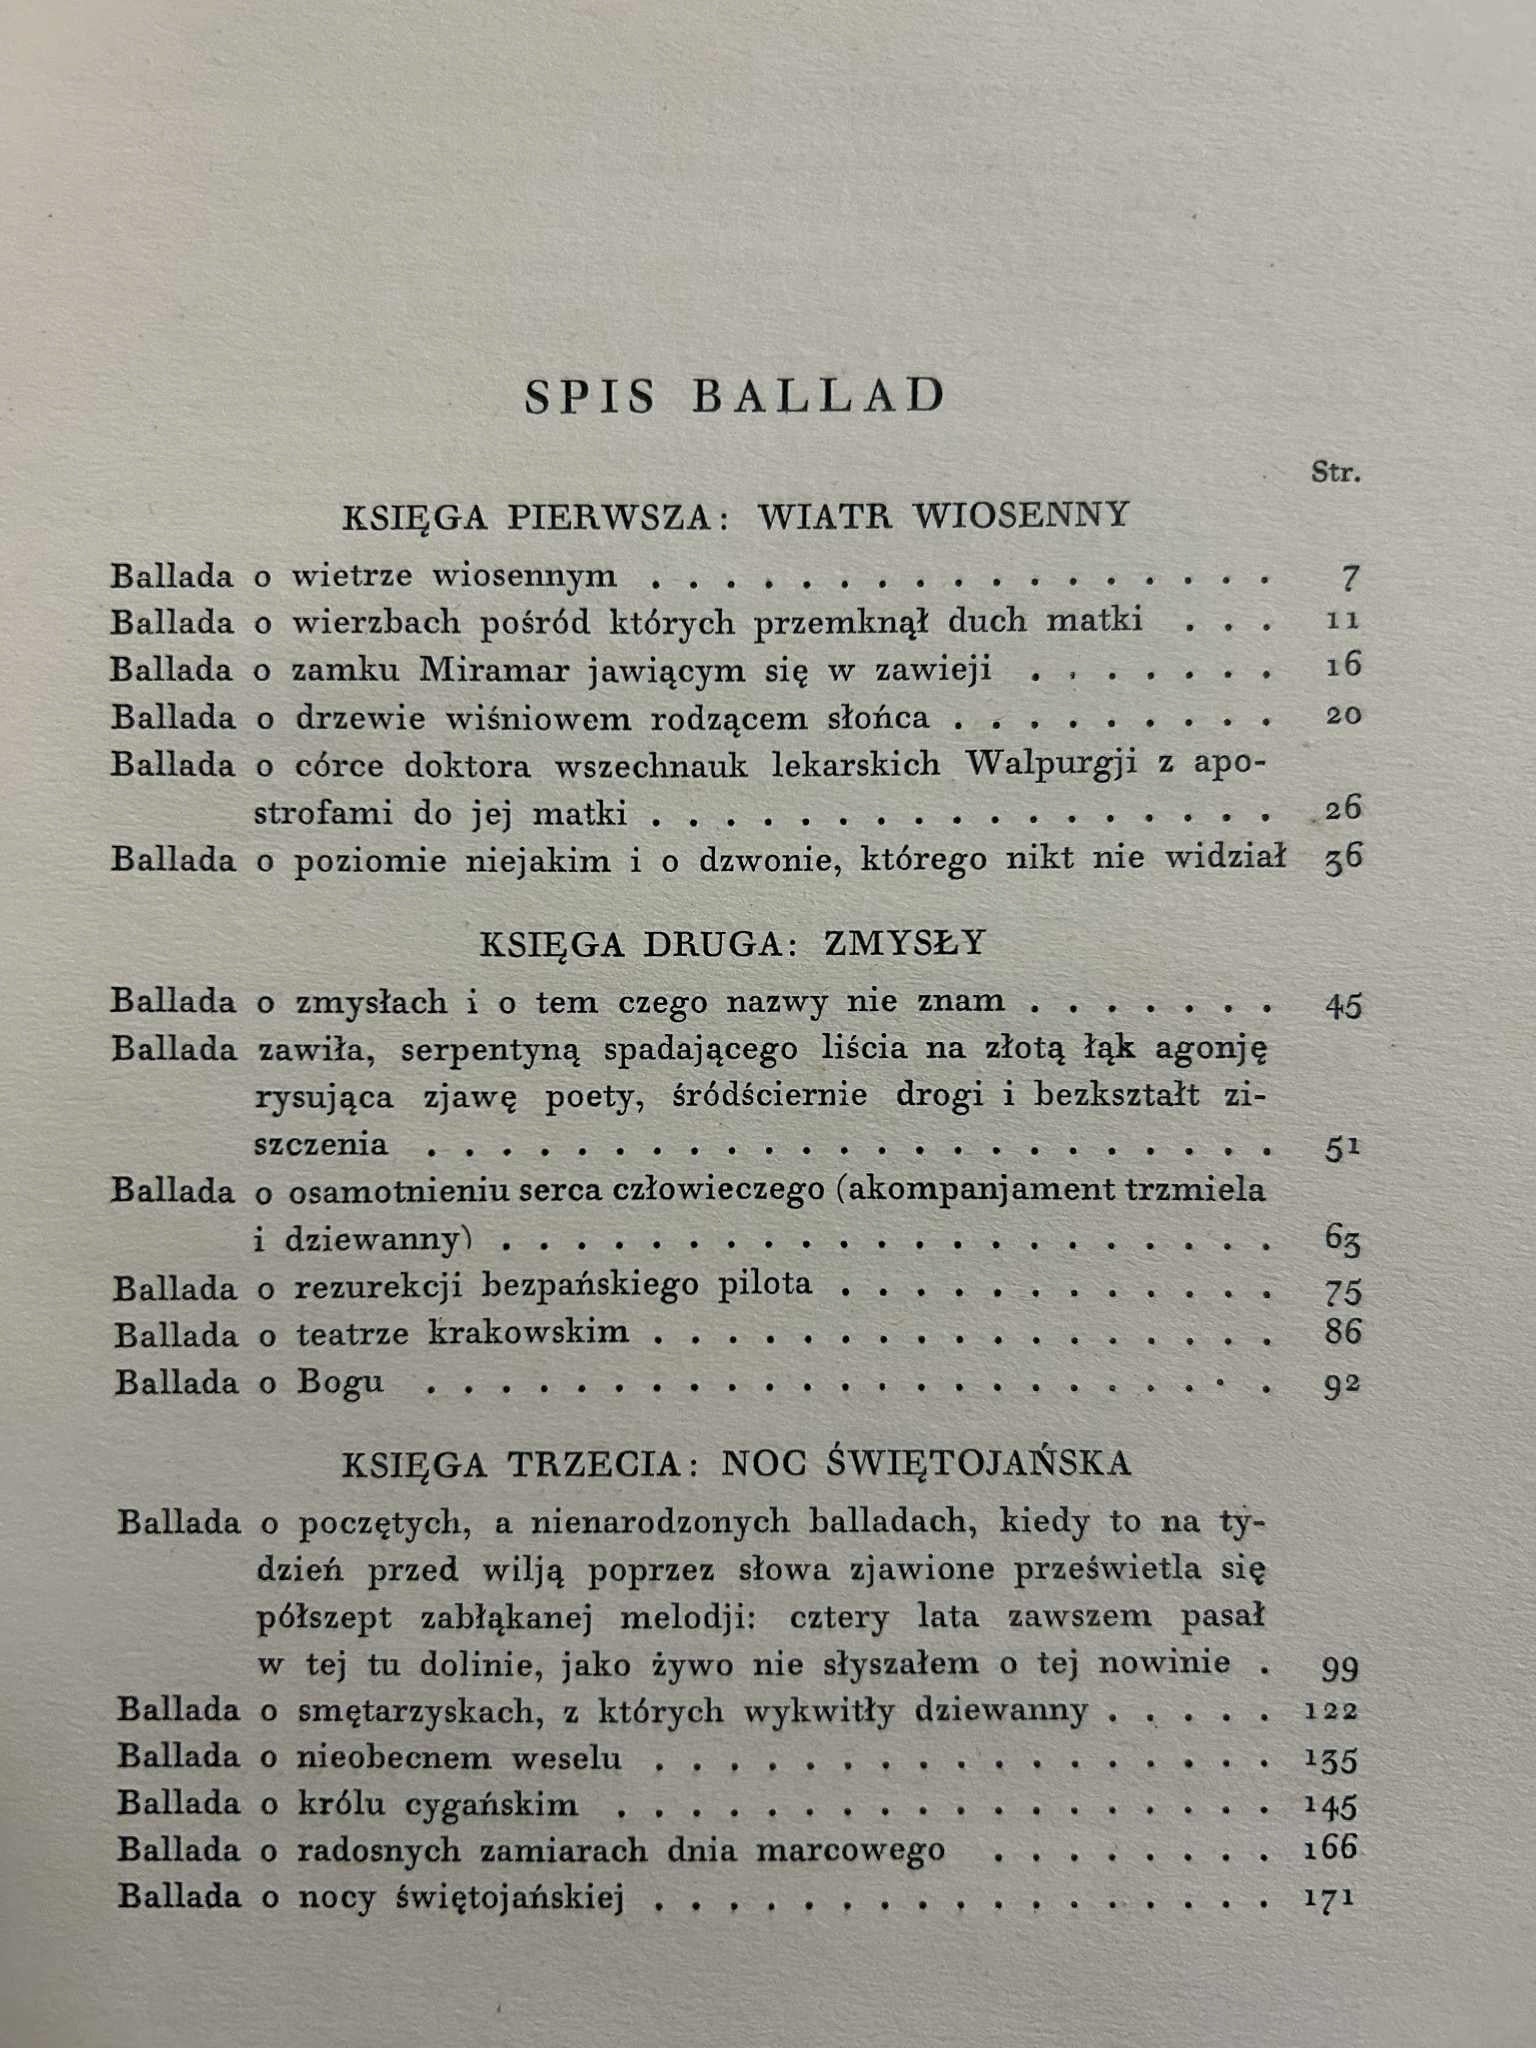 SPIS BALLAD
Str.
KSIĘGA PIERWSZA: WIATR WIOSENNY
Ballada o wietrze wiosennym . . . . . . . . . . . . . . . . . 7
Ballada o wierzbach pośród których przemknął duch matki . . . 11
Ballada o zamku Miramar jawiącym się w zawieji . . . . . . . 16
Ballada o drzewie wiśniowem rodzącem słońca . . . . . . . . . 20
Ballada o córce doktora wszechnauk lekarskich Walpurgji z apo-
strofami do jej matki . . . . . . . . . . . . . . . . . 26
Ballada o poziomie niejakim i o dzwonie, którego nikt nie widział 36
KSIĘGA DRUGA: ZMYSŁY
Ballada o zmysłach i o tem czego nazwy nie znam . . . . . . . 45
Ballada zawiła, serpentyną spadającego liścia na złotą łąk agonję
rysująca zjawę poety, śródściernie drogi i bezkształt zi-
szczenia . . . . . . . . . . . . . . . . . . . . . . . 51
Ballada o osamotnieniu serca człowieczego (akompanjament trzmiela
i dziewanny) . . . . . . . . . . . . . . . . . . . . . 63
Ballada o rezurekcji bezpańskiego pilota . . . . . . . . . . . . 75
Ballada o teatrze krakowskim . . . . . . . . . . . . . . . . . 86
Ballada o Bogu . . . . . . . . . . . . . . . . . . . . . . . 92
KSIĘGA TRZECIA: NOC ŚWIĘTOJAŃSKA
Ballada o poczętych, a nienarodzonych balladach, kiedy to na ty-
dzień przed wilją poprzez słowa zjawione prześwietla się
półszept zabłąkanej melodji: cztery lata zawszem pasał
w tej tu dolinie, jako żywo nie słyszałem o tej nowinie . 99
Ballada o smętarzyskach, z których wykwitły dziewanny . . . . . 122
Ballada o nieobecnem weselu . . . . . . . . . . . . . . . . . 135
Ballada o królu cygańskim . . . . . . . . . . . . . . . . . . 145
Ballada o radosnych zamiarach dnia marcowego . . . . . . . . 166
Ballada o nocy świętojańskiej . . . . . . . . . . . . . . . . . 171